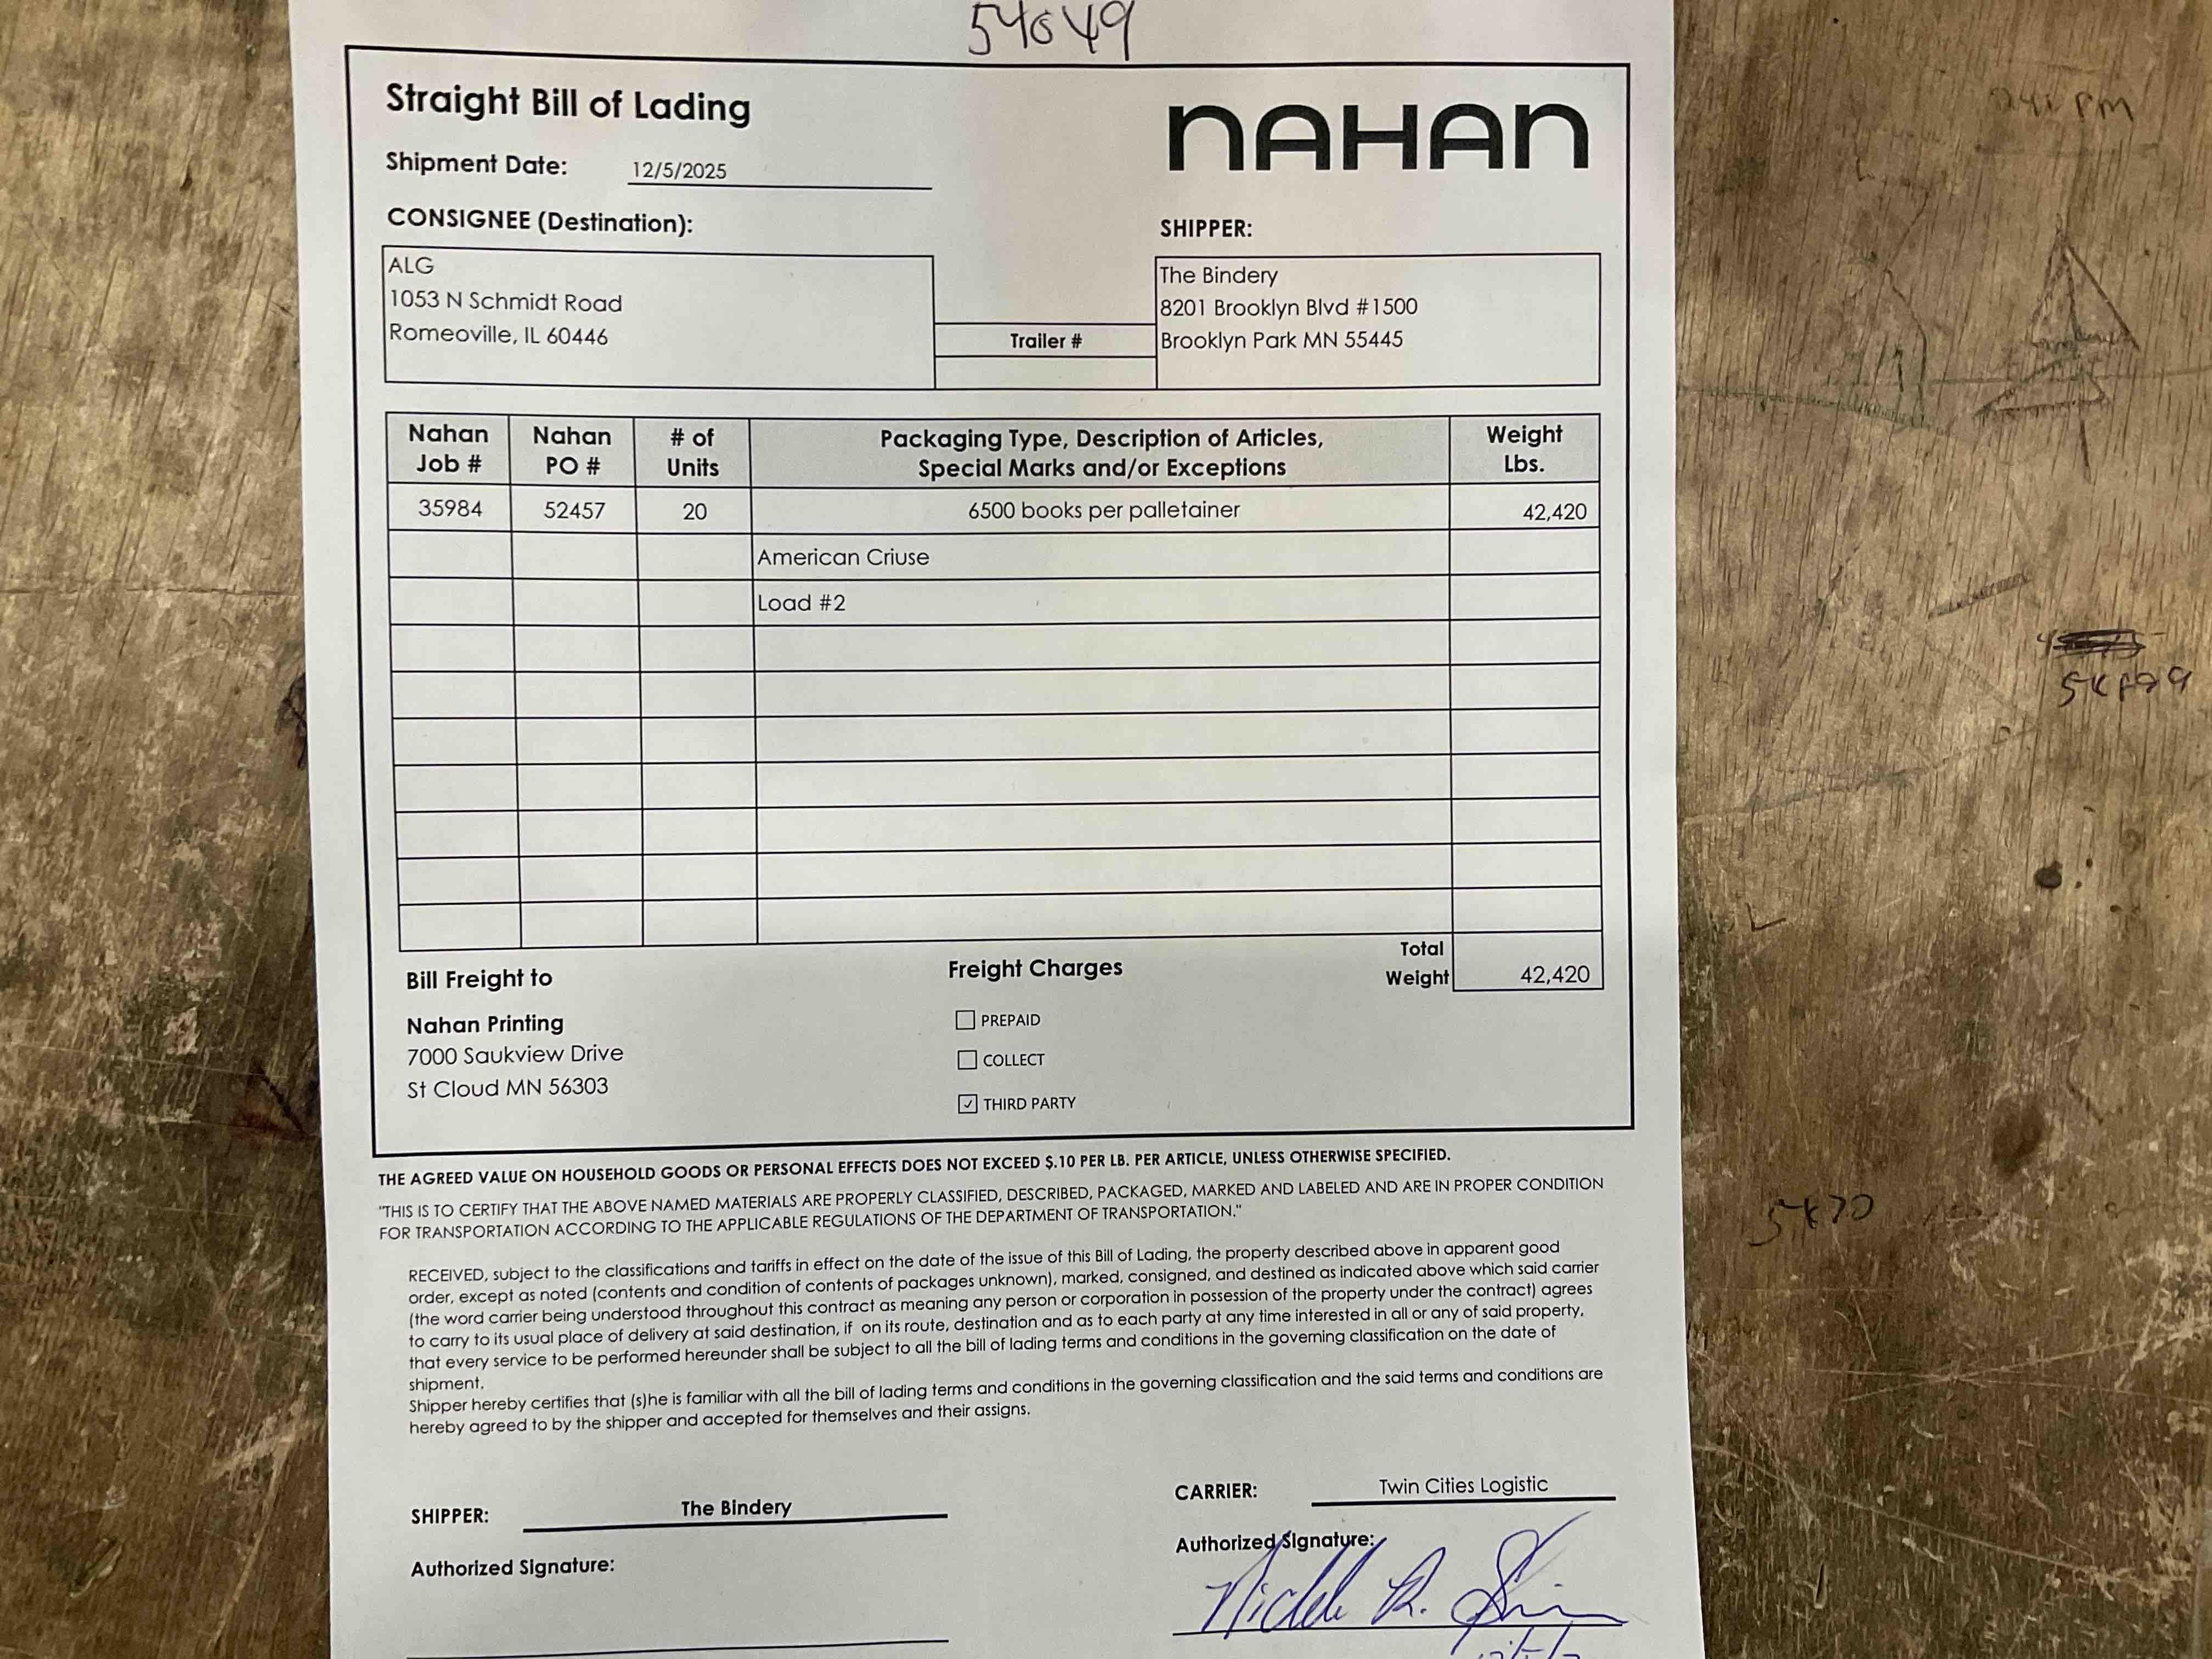 54649
Straight Bill of Lading
NAHAN
Shipment Date: 12/5/2025
CONSIGNEE (Destination):
ALG
1053 N Schmidt Road
Romeoville, IL 60446
Trailer #
SHIPPER:
The Bindery
8201 Brooklyn Blvd #1500
Brooklyn Park MN 55445
Nahan Job # Nahan PO # # of Units Packaging Type, Description of Articles, Special Marks and/or Exceptions Weight Lbs.
35984 52457 20 6500 books per palletainer 42,420
American Criuse
Load #2
Total Weight 42,420
Bill Freight to
Nahan Printing
7000 Saukview Drive
St Cloud MN 56303
Freight Charges
PREPAID
COLLECT
✓ THIRD PARTY
THE AGREED VALUE ON HOUSEHOLD GOODS OR PERSONAL EFFECTS DOES NOT EXCEED $.10 PER LB. PER ARTICLE, UNLESS OTHERWISE SPECIFIED.
"THIS IS TO CERTIFY THAT THE ABOVE NAMED MATERIALS ARE PROPERLY CLASSIFIED, DESCRIBED, PACKAGED, MARKED AND LABELED AND ARE IN PROPER CONDITION
FOR TRANSPORTATION ACCORDING TO THE APPLICABLE REGULATIONS OF THE DEPARTMENT OF TRANSPORTATION."
RECEIVED, subject to the classifications and tariffs in effect on the date of the issue of this Bill of Lading, the property described above in apparent good
order, except as noted (contents and condition of contents of packages unknown), marked, consigned, and destined as indicated above which said carrier
(the word carrier being understood throughout this contract as meaning any person or corporation in possession of the property under the contract) agrees
to carry to its usual place of delivery at said destination, if on its route, destination and as to each party at any time interested in all or any of said property,
that every service to be performed hereunder shall be subject to all the bill of lading terms and conditions in the governing classification on the date of
shipment.
Shipper hereby certifies that (s)he is familiar with all the bill of lading terms and conditions in the governing classification and the said terms and conditions are
hereby agreed to by the shipper and accepted for themselves and their assigns.
SHIPPER: The Bindery
Authorized Signature:
CARRIER: Twin Cities Logistic
Authorized Signature:
PM